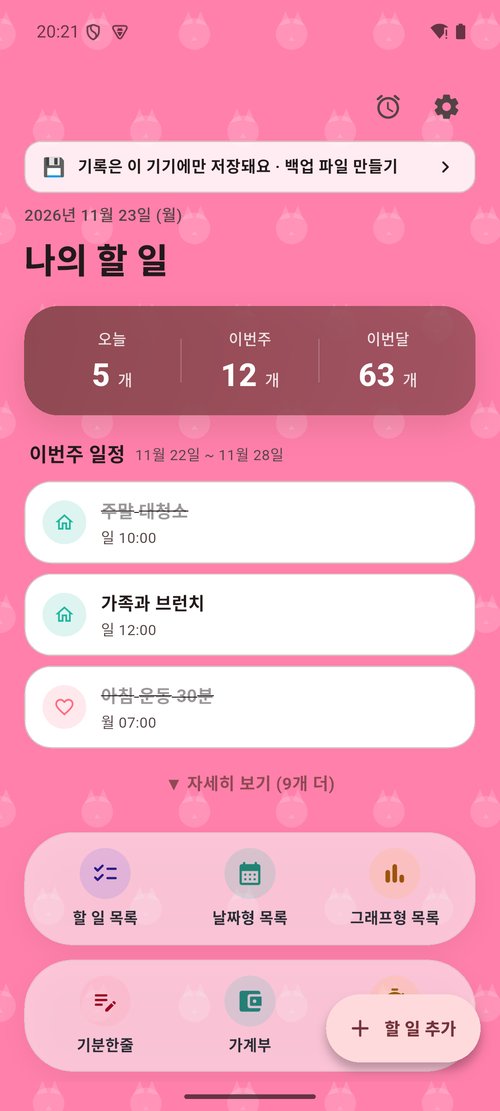 20:21
기록은 이 기기에만 저장돼요 · 백업 파일 만들기
2026년 11월 23일 (월)
나의 할 일
오늘 이번주 이번달
5 개 12 개 63 개
이번주 일정 11월 22일 ~ 11월 28일
주말 대청소
일 10:00
가족과 브런치
일 12:00
아침 운동 30분
월 07:00
▼ 자세히 보기 (9개 더)
할 일 목록 날짜형 목록 그래프형 목록
기분한줄 가계부
+ 할 일 추가